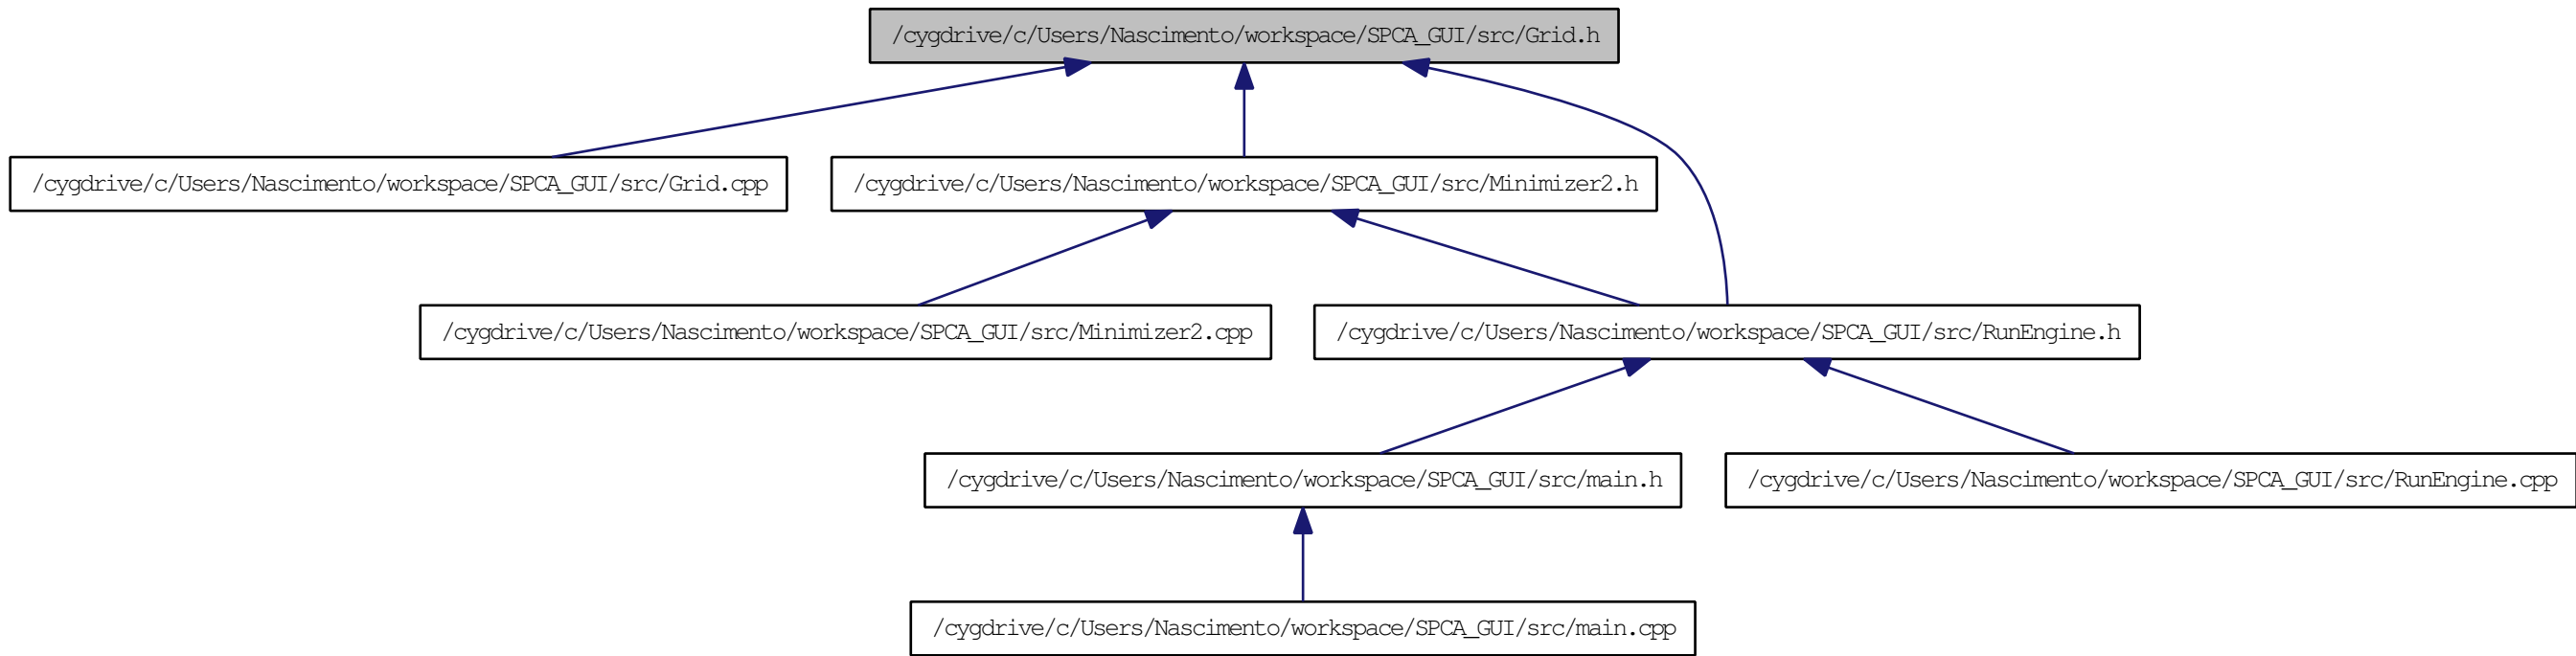 /cygdrive/c/Users/Nascimento/workspace/SPCA_GUI/src/Grid.h
/cygdrive/c/Users/Nascimento/workspace/SPCA_GUI/src/Grid.cpp
/cygdrive/c/Users/Nascimento/workspace/SPCA_GUI/src/Minimizer2.h
/cygdrive/c/Users/Nascimento/workspace/SPCA_GUI/src/Minimizer2.cpp
/cygdrive/c/Users/Nascimento/workspace/SPCA_GUI/src/RunEngine.h
/cygdrive/c/Users/Nascimento/workspace/SPCA_GUI/src/main.h
/cygdrive/c/Users/Nascimento/workspace/SPCA_GUI/src/RunEngine.cpp
/cygdrive/c/Users/Nascimento/workspace/SPCA_GUI/src/main.cpp